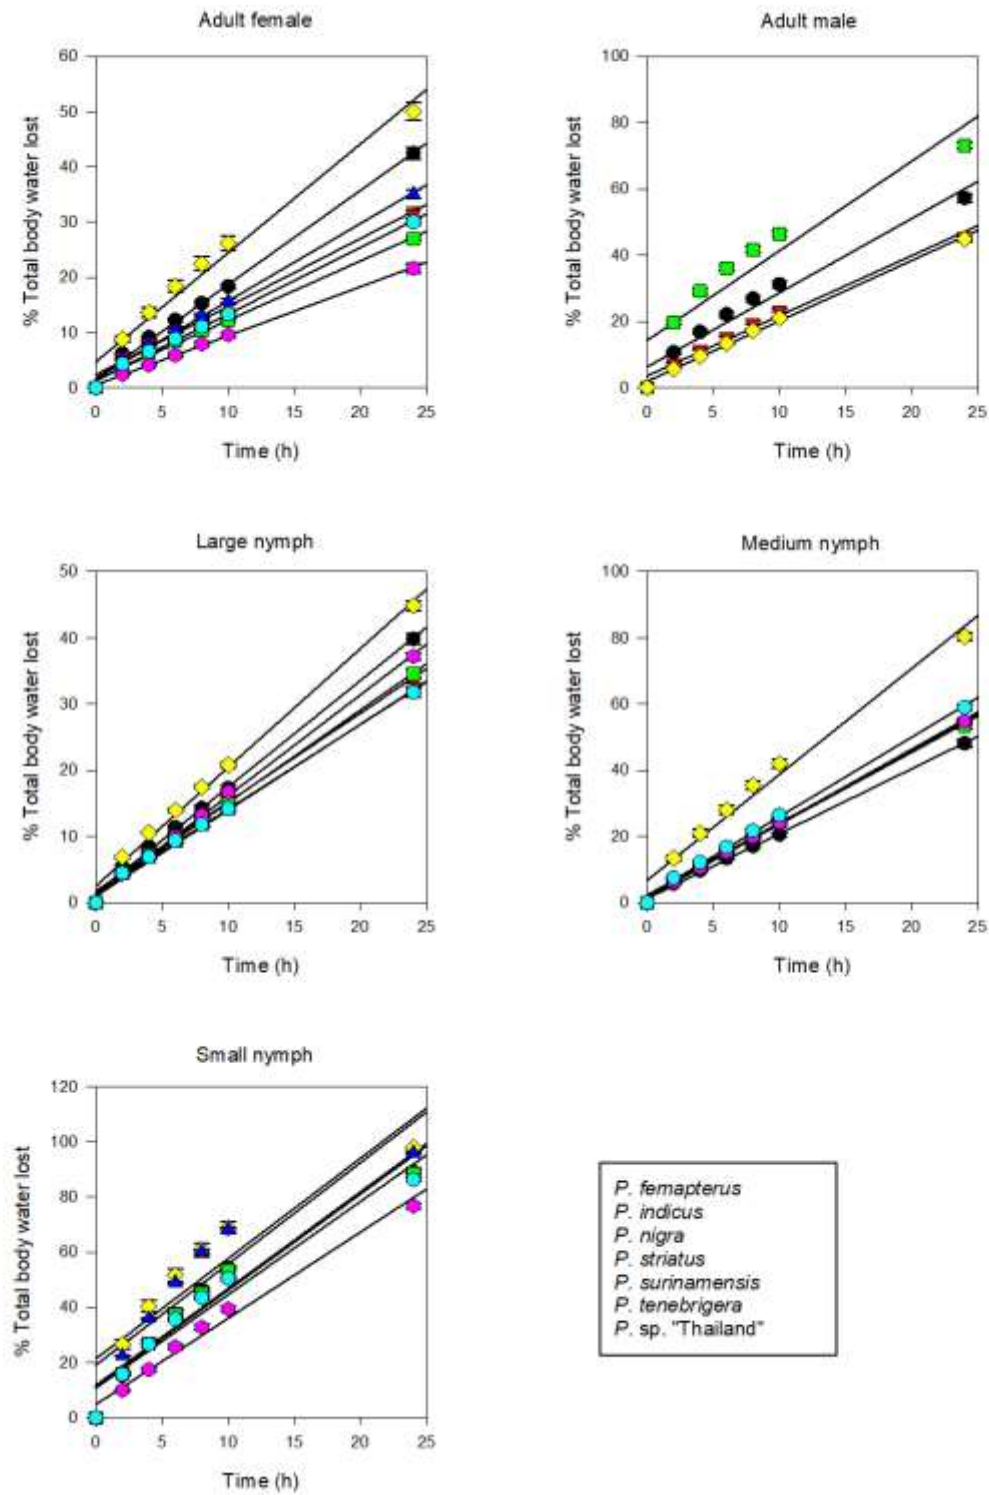 Adult female
% Total body water lost
60
50
40
30
20
10
0
0 5 10 15 20 25
Time (h)
Adult male
% Total body water lost
100
80
60
40
20
0
0 5 10 15 20 25
Time (h)
Large nymph
% Total body water lost
50
40
30
20
10
0
0 5 10 15 20 25
Time (h)
Medium nymph
% Total body water lost
100
80
60
40
20
0
0 5 10 15 20 25
Time (h)
Small nymph
% Total body water lost
120
100
80
60
40
20
0
0 5 10 15 20 25
Time (h)
P. femapterus
P. indicus
P. nigra
P. striatus
P. surinamensis
P. tenebrigera
P. sp. "Thailand"